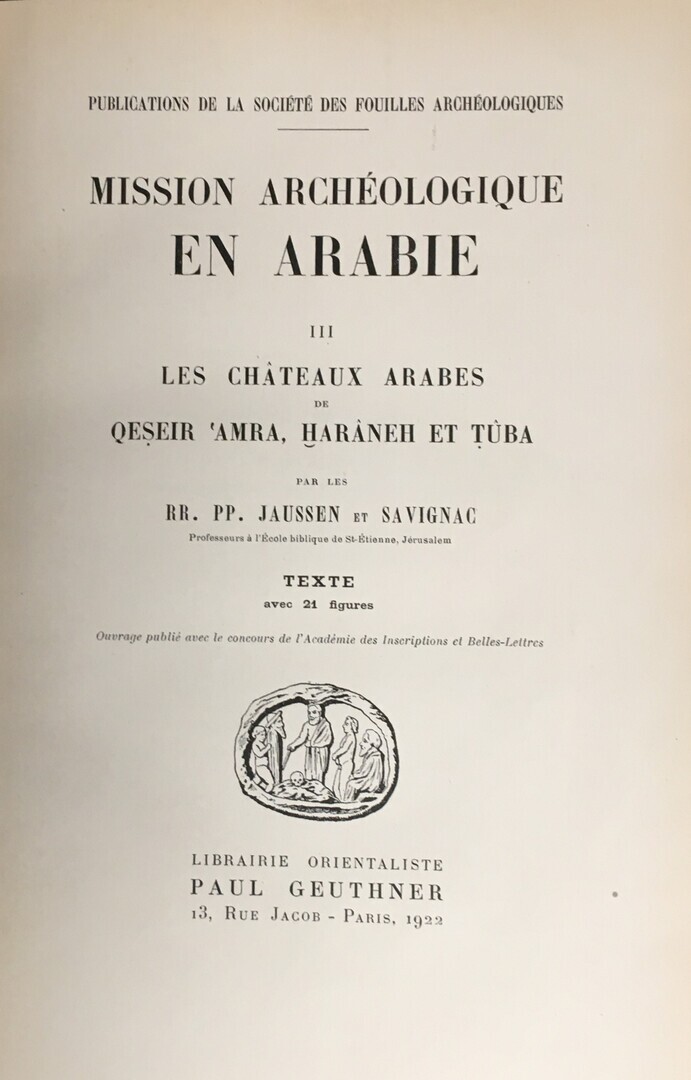 PUBLICATIONS DE LA SOCIÉTÉ DES FOUILLES ARCHÉOLOGIQUES
MISSION ARCHÉOLOGIQUE
EN ARABIE
III
LES CHÂTEAUX ARABES
DE
QEṢEIR ‘AMRA, ḪARÂNEH ET ṬÛBA
PAR LES
RR. PP. JAUSSEN ET SAVIGNAC
Professeurs à l'École biblique de St-Étienne, Jérusalem
TEXTE
avec 21 figures
Ouvrage publié avec le concours de l'Académie des Inscriptions et Belles-Lettres
LIBRAIRIE ORIENTALISTE
PAUL GEUTHNER
13, RUE JACOB - PARIS, 1922